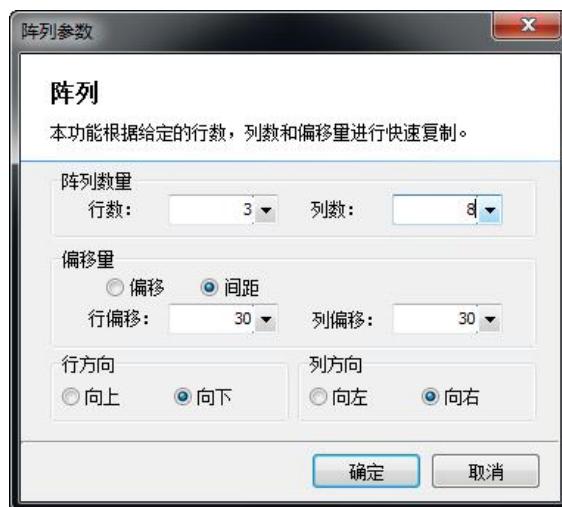 阵列参数
阵列
本功能根据给定的行数，列数和偏移量进行快速复制。
阵列数量
行数： 3 列数： 8
偏移量
偏移 间距
行偏移： 30 列偏移： 30
行方向 列方向
向上 向下 向左 向右
确定 取消